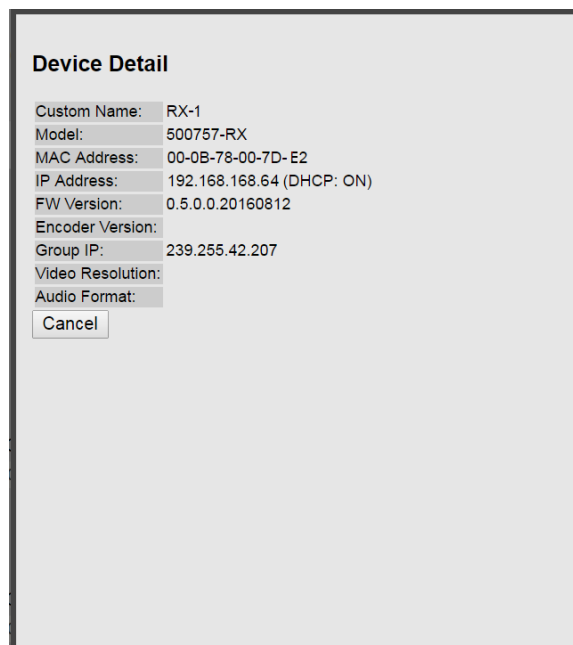 Device Detail
Custom Name: RX-1
Model: 500757-RX
MAC Address: 00-0B-78-00-7D-E2
IP Address: 192.168.168.64 (DHCP: ON)
FW Version: 0.5.0.0.20160812
Encoder Version:
Group IP: 239.255.42.207
Video Resolution:
Audio Format:
Cancel